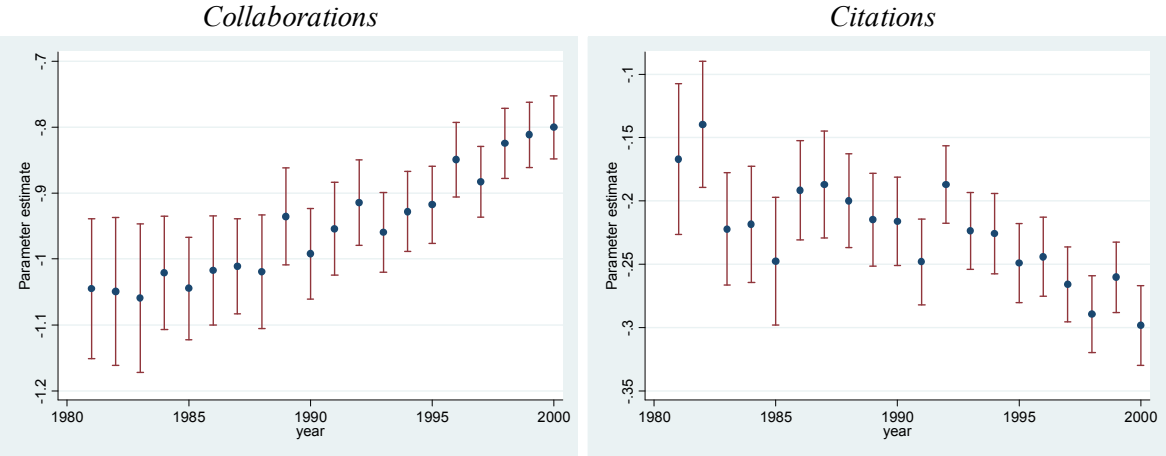 Collaborations
Parameter estimate
-.7
-.8
-.9
-1
-1.1
-1.2
1980 1985 1990 1995 2000
year
Citations
Parameter estimate
-.1
-.15
-.2
-.25
-.3
-.35
1980 1985 1990 1995 2000
year